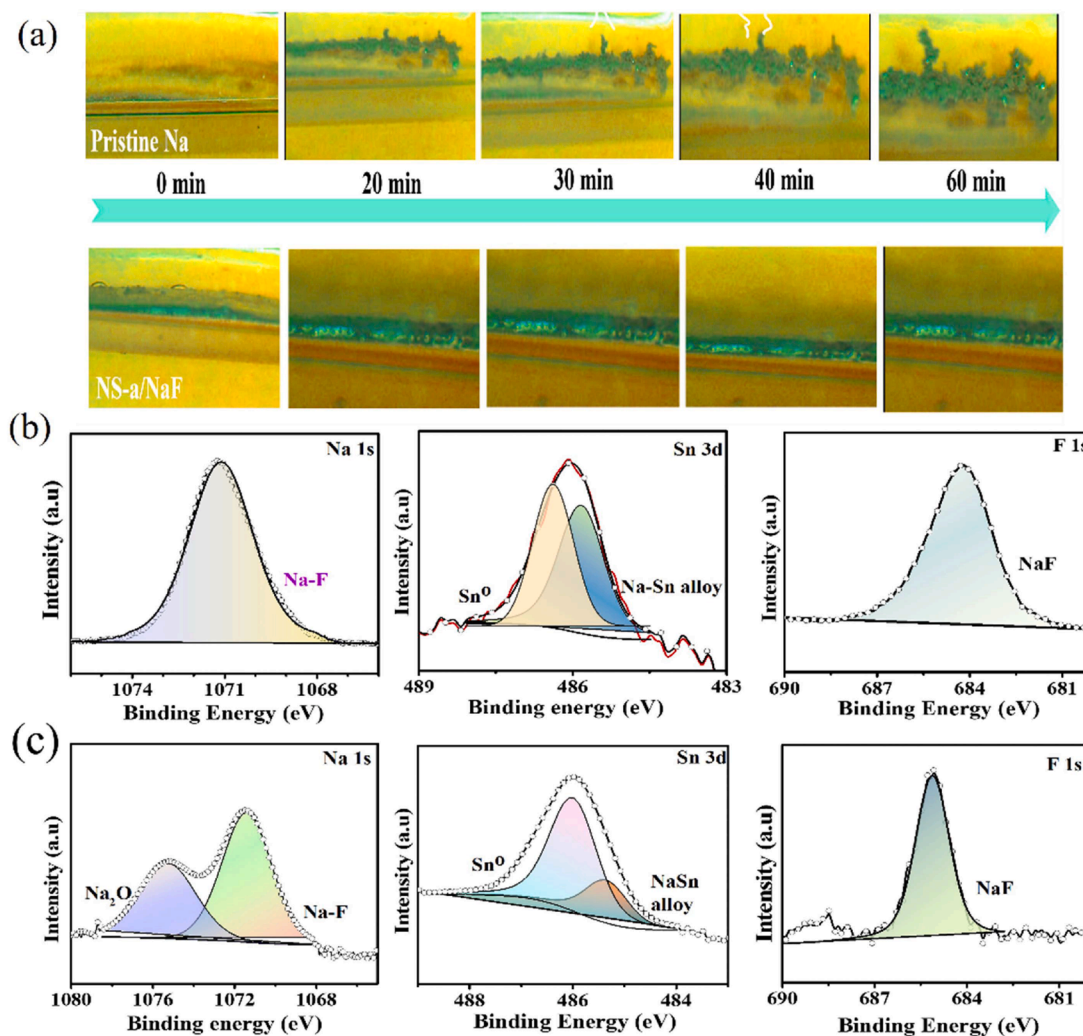 (a)
Pristine Na
0 min
20 min
30 min
40 min
60 min
NS-a/NaF
(b)
Na 1s
Intensity (a.u)
Na-F
1074
1071
1068
Binding Energy (eV)
Sn 3d
Intensity (a.u)
Sn⁰
Na-Sn alloy
489
486
483
Binding energy (eV)
F 1s
Intensity (a.u)
NaF
690
687
684
681
Binding Energy (eV)
(c)
Na 1s
Intensity (a.u)
Na₂O
Na-F
1080
1076
1072
1068
Binding energy (eV)
Sn 3d
Intensity (a.u)
Sn⁰
NaSn
alloy
488
486
484
Binding Energy (eV)
F 1s
Intensity (a.u)
NaF
690
687
684
681
Binding Energy (eV)